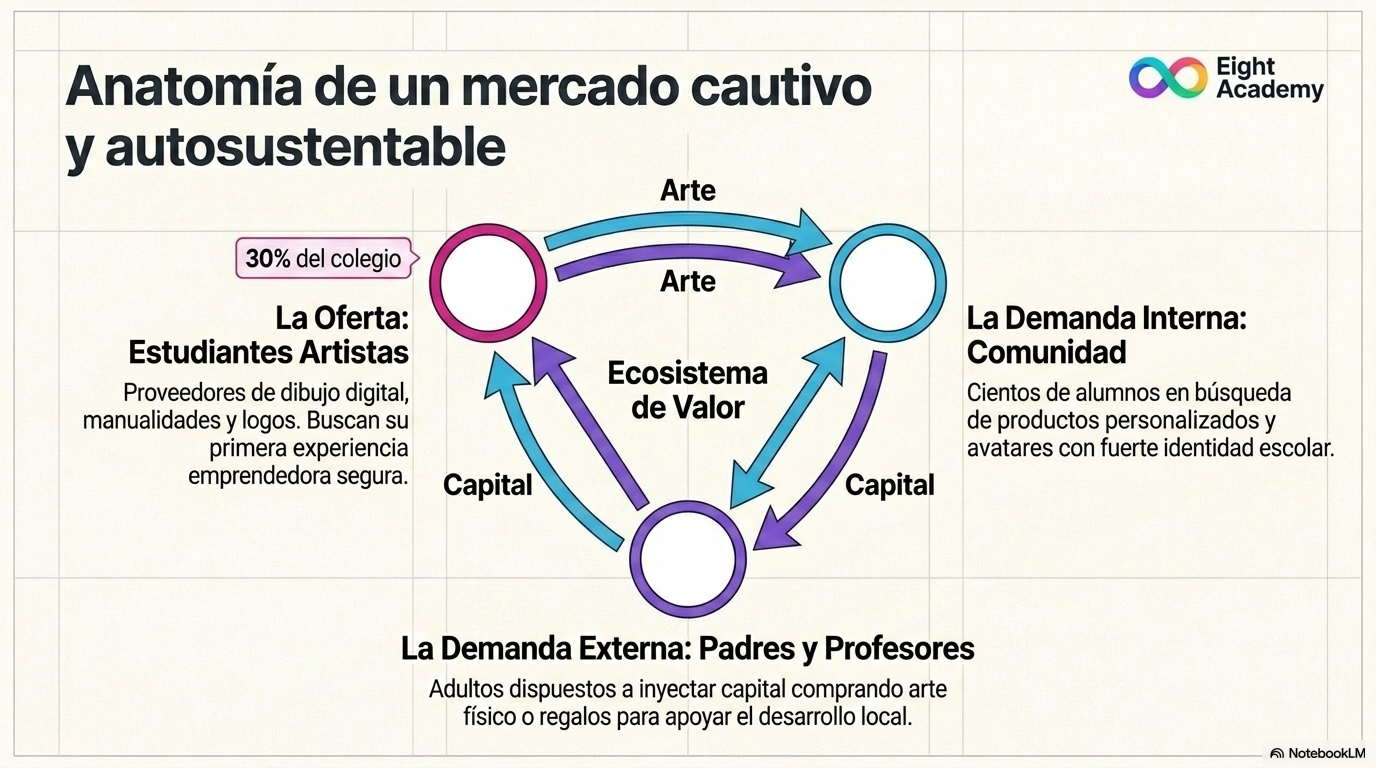 Anatomía de un mercado cautivo
y autosustentable
Eight
Academy
Arte
Arte
30% del colegio
La Oferta:
Estudiantes Artistas
Proveedores de dibujo digital,
manualidades y logos. Buscan su
primera experiencia
emprendedora segura.
Ecosistema
de Valor
La Demanda Interna:
Comunidad
Cientos de alumnos en búsqueda
de productos personalizados y
avatares con fuerte identidad escolar.
Capital
Capital
La Demanda Externa: Padres y Profesores
Adultos dispuestos a inyectar capital comprando arte
físico o regalos para apoyar el desarrollo local.
NotebookLM